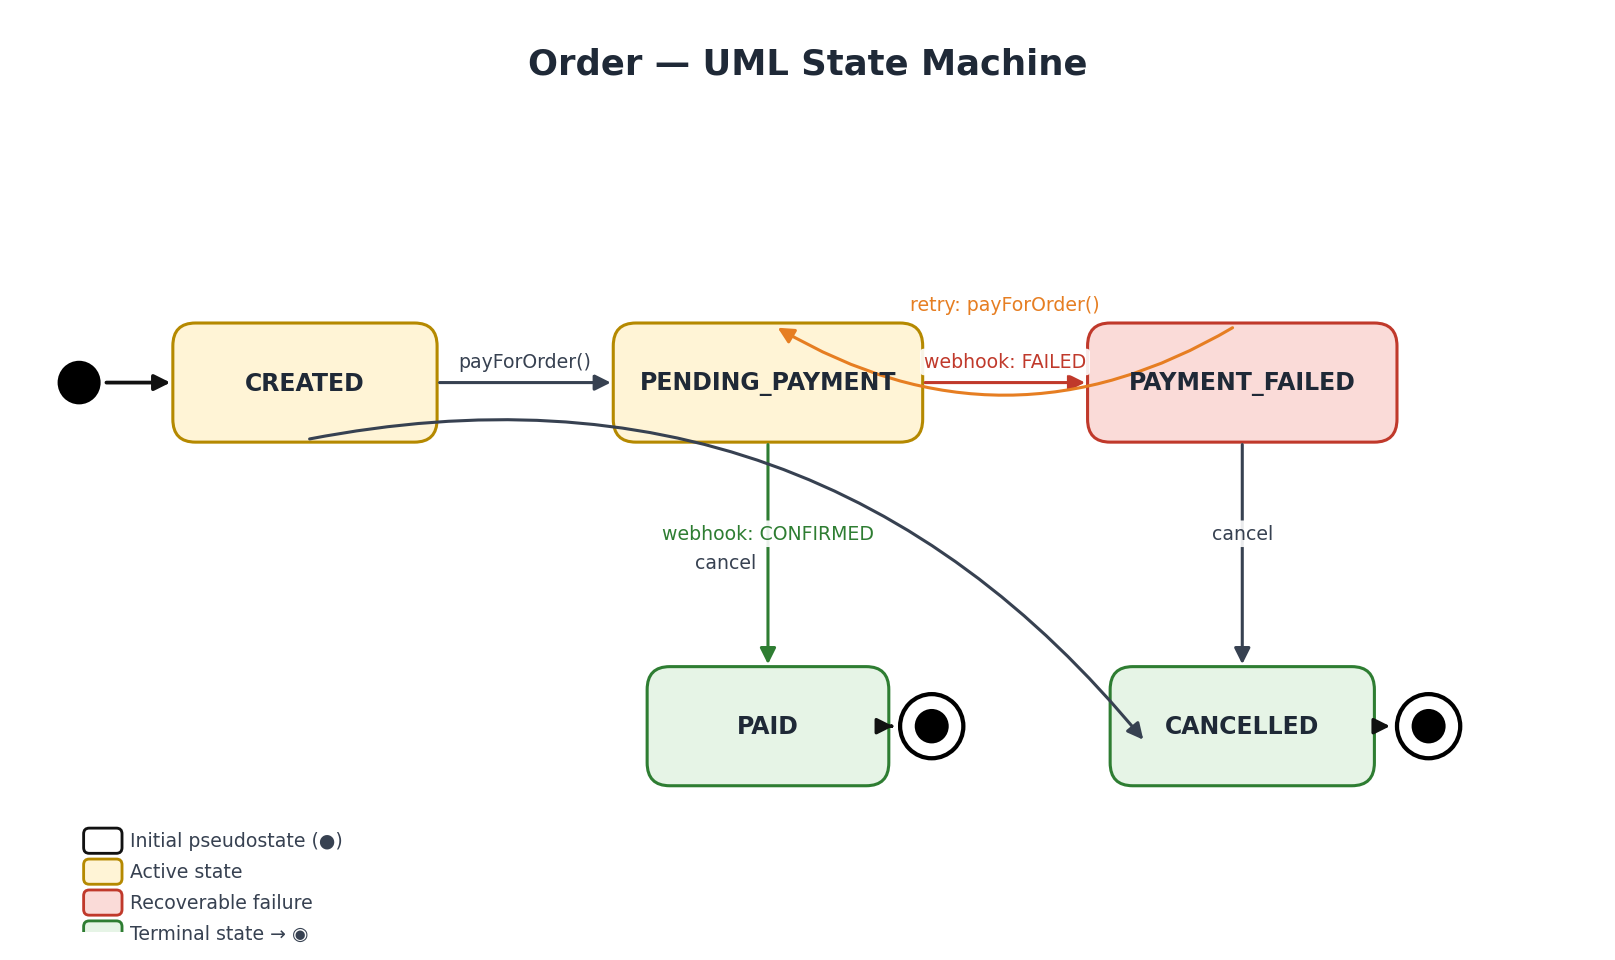 Order — UML State Machine
retry: payForOrder()
payForOrder()
webhook: FAILED
CREATED
PENDING_PAYMENT
PAYMENT_FAILED
webhook: CONFIRMED
cancel
cancel
PAID
CANCELLED
Initial pseudostate (●)
Active state
Recoverable failure
Terminal state → ◉